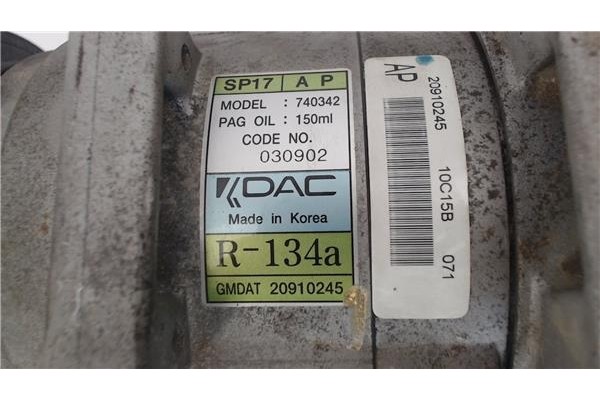 SP17 A P
MODEL : 740342
PAG OIL : 150ml
CODE NO.
030902
KDAC
Made in Korea
R-134a
GMDAT 20910245
AP
20910245 10C15B 071